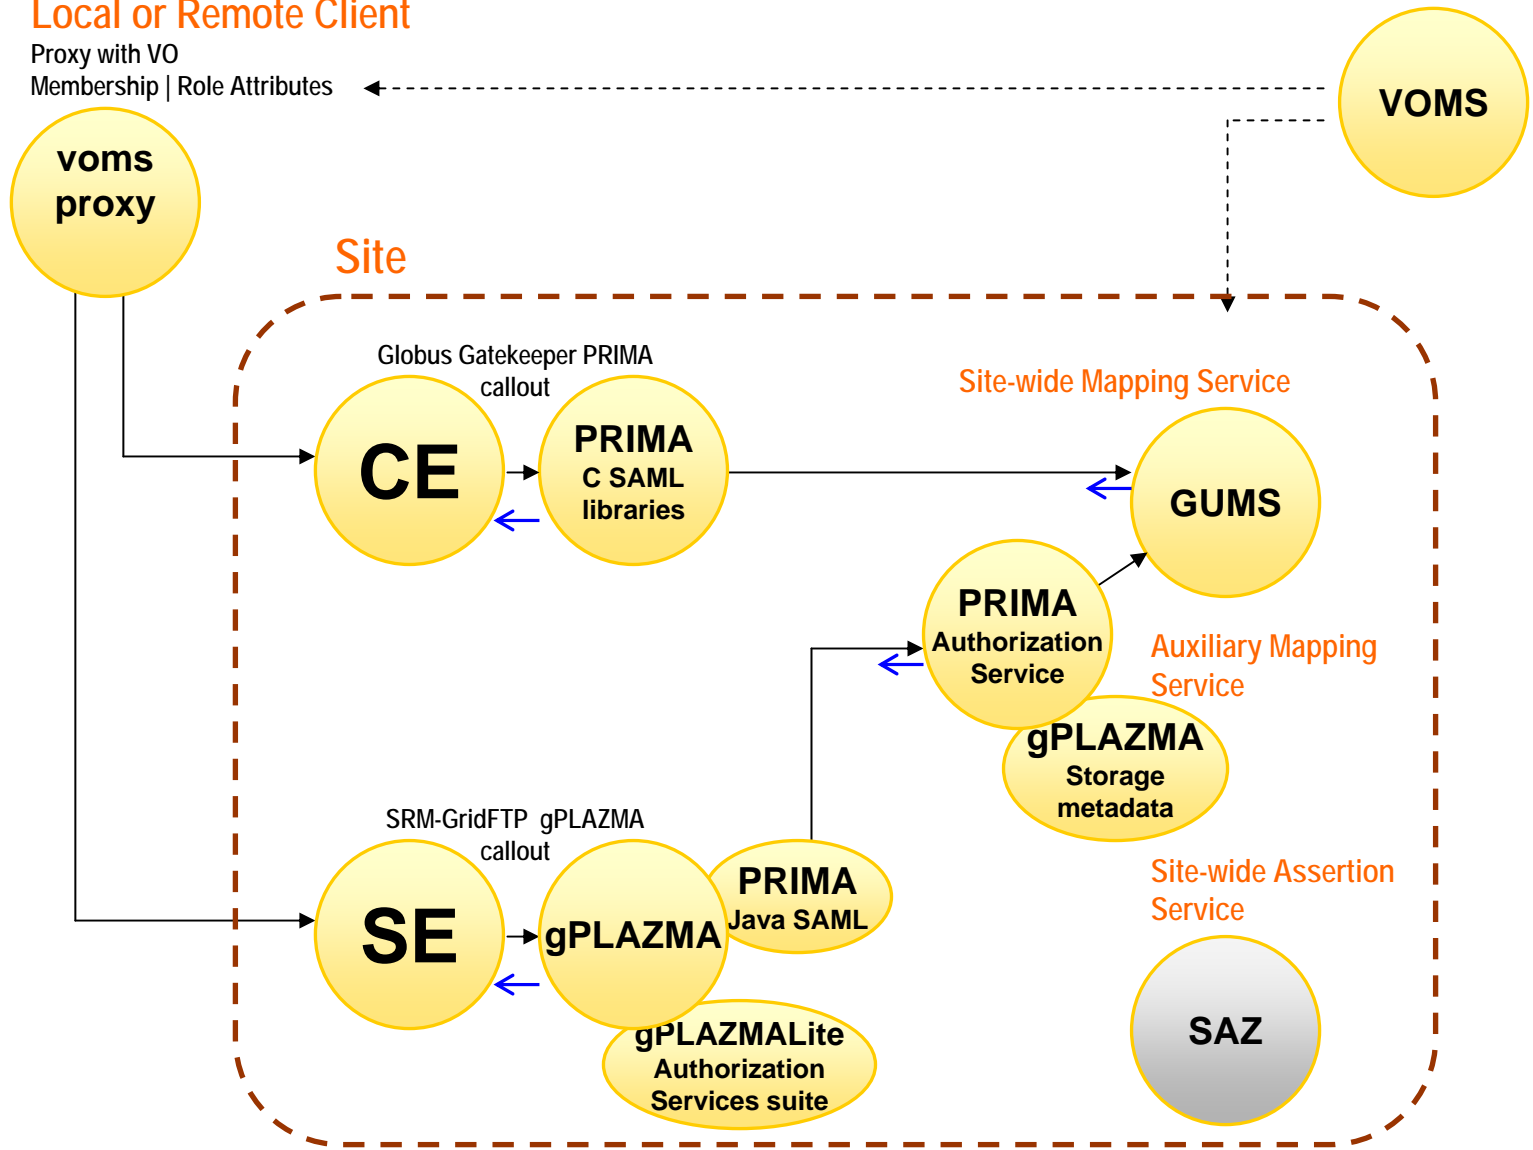 Local or Remote Client
Proxy with VO
Membership | Role Attributes
VOMS
voms
proxy
Site
Globus Gatekeeper PRIMA
callout
Site-wide Mapping Service
CE
PRIMA
C SAML
libraries
GUMS
PRIMA
Authorization
Service
Auxiliary Mapping
Service
gPLAZMA
Storage
metadata
SRM-GridFTP gPLAZMA
callout
SE
gPLAZMA
PRIMA
Java SAML
Site-wide Assertion
Service
gPLAZMALite
Authorization
Services suite
SAZ